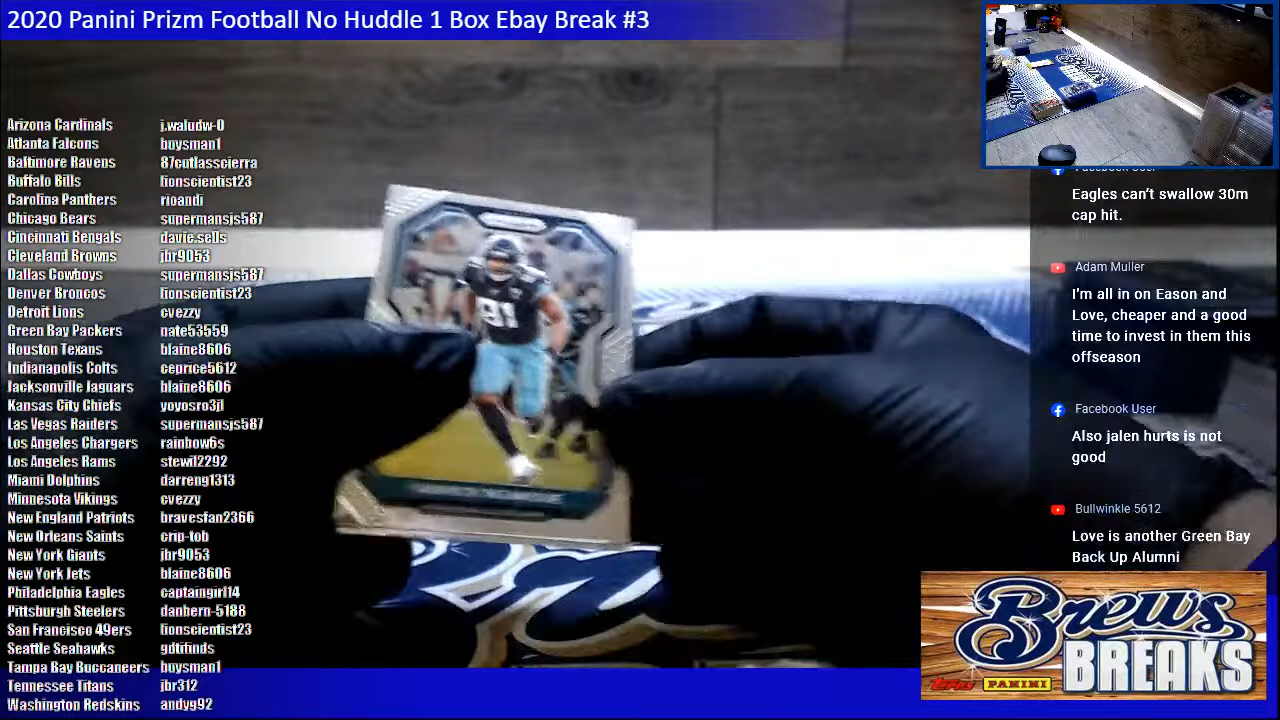 2020 Panini Prizm Football No Huddle 1 Box Ebay Break #3
Arizona Cardinals j.waludw-0
Atlanta Falcons buysman1
Baltimore Ravens 87cutlasscierra
Buffalo Bills lionscientist23
Carolina Panthers rioandi
Chicago Bears supermansjs587
Cincinnati Bengals davie.sells
Cleveland Browns jbr9053
Dallas Cowboys supermansjs587
Denver Broncos lionscientist23
Detroit Lions cvezzy
Green Bay Packers nate53559
Houston Texans blaine8606
Indianapolis Colts ceprice5612
Jacksonville Jaguars blaine8606
Kansas City Chiefs yoyosro3jl
Las Vegas Raiders supermansjs587
Los Angeles Chargers rainbow6s
Los Angeles Rams stewil2292
Miami Dolphins darreng1313
Minnesota Vikings cvezzy
New England Patriots bravesfan2366
New Orleans Saints crip-tob
New York Giants jbr9053
New York Jets blaine8606
Philadelphia Eagles captaingirl14
Pittsburgh Steelers danhern-5188
San Francisco 49ers lionscientist23
Seattle Seahawks gdtifinds
Tampa Bay Buccaneers buysman1
Tennessee Titans jbr312
Washington Redskins andyg92
91
Facebook User
Eagles can't swallow 30m
cap hit.
Adam Muller
I'm all in on Eason and
Love, cheaper and a good
time to invest in them this
offseason
Facebook User
Also jalen hurts is not
good
Bullwinkle 5612
Love is another Green Bay
Back Up Alumni
Brews
BREAKS
Topps PANINI